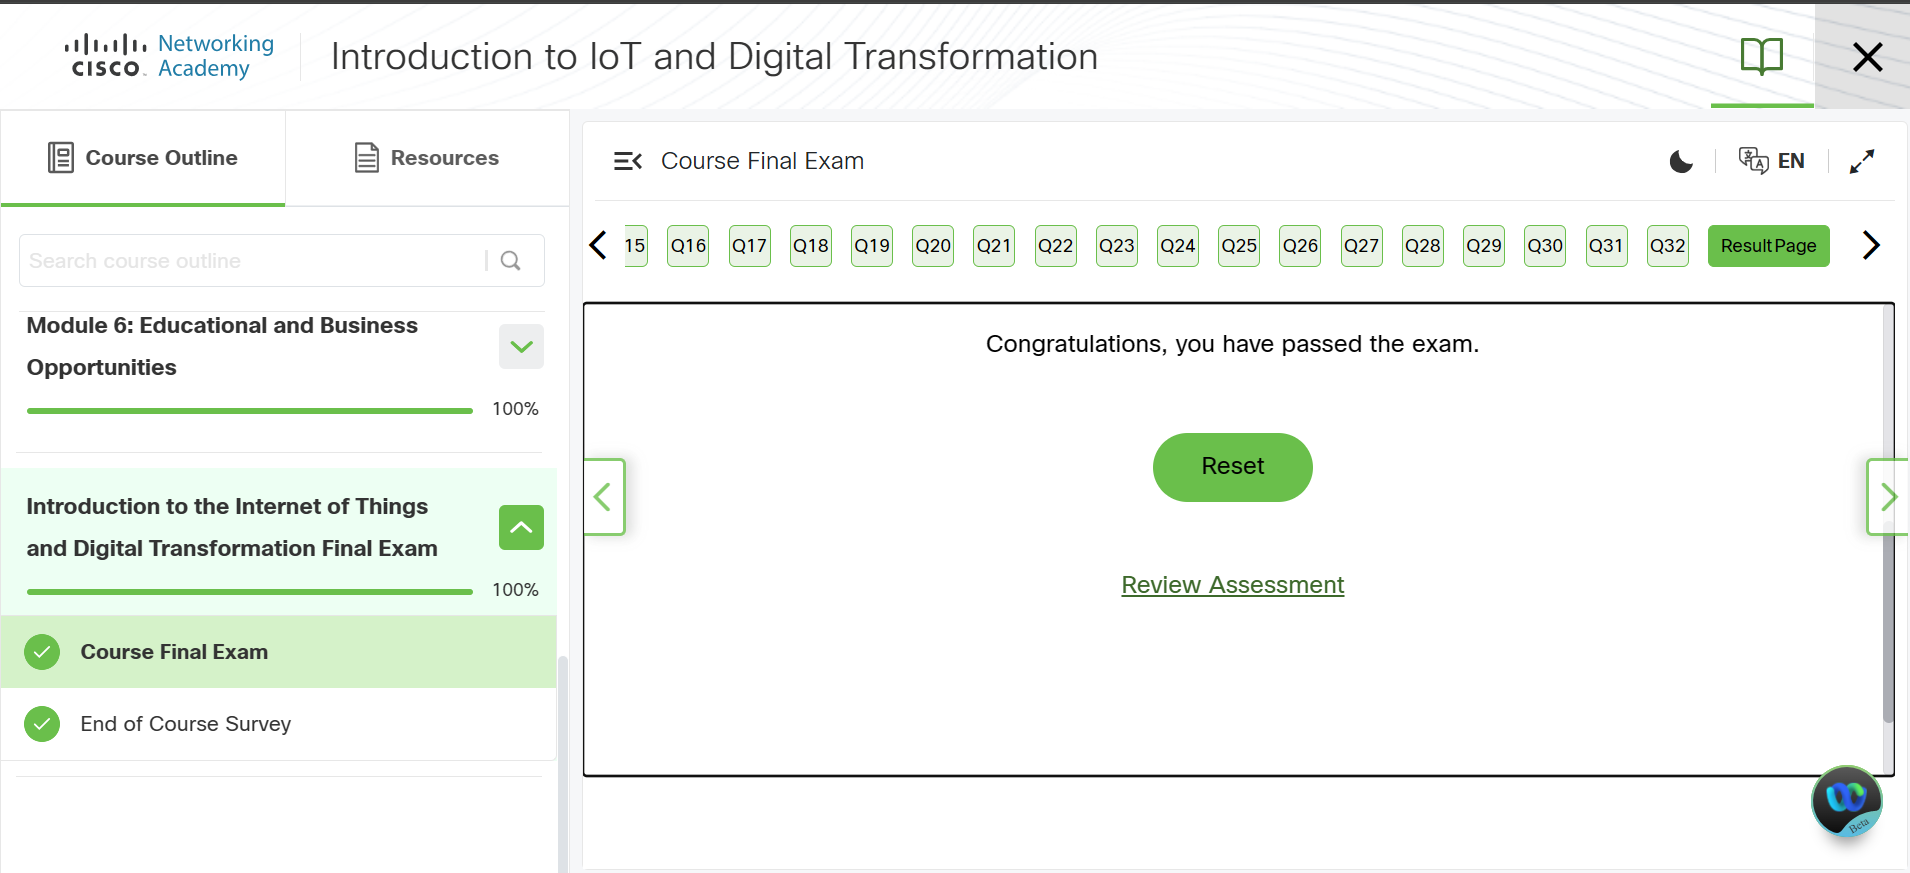 CISCO Networking Academy
Introduction to IoT and Digital Transformation
Course Outline
Resources
Search course outline
Module 6: Educational and Business
Opportunities
100%
Introduction to the Internet of Things
and Digital Transformation Final Exam
100%
Course Final Exam
End of Course Survey
Course Final Exam
EN
15 Q16 Q17 Q18 Q19 Q20 Q21 Q22 Q23 Q24 Q25 Q26 Q27 Q28 Q29 Q30 Q31 Q32 Result Page
Congratulations, you have passed the exam.
Reset
Review Assessment
Beta